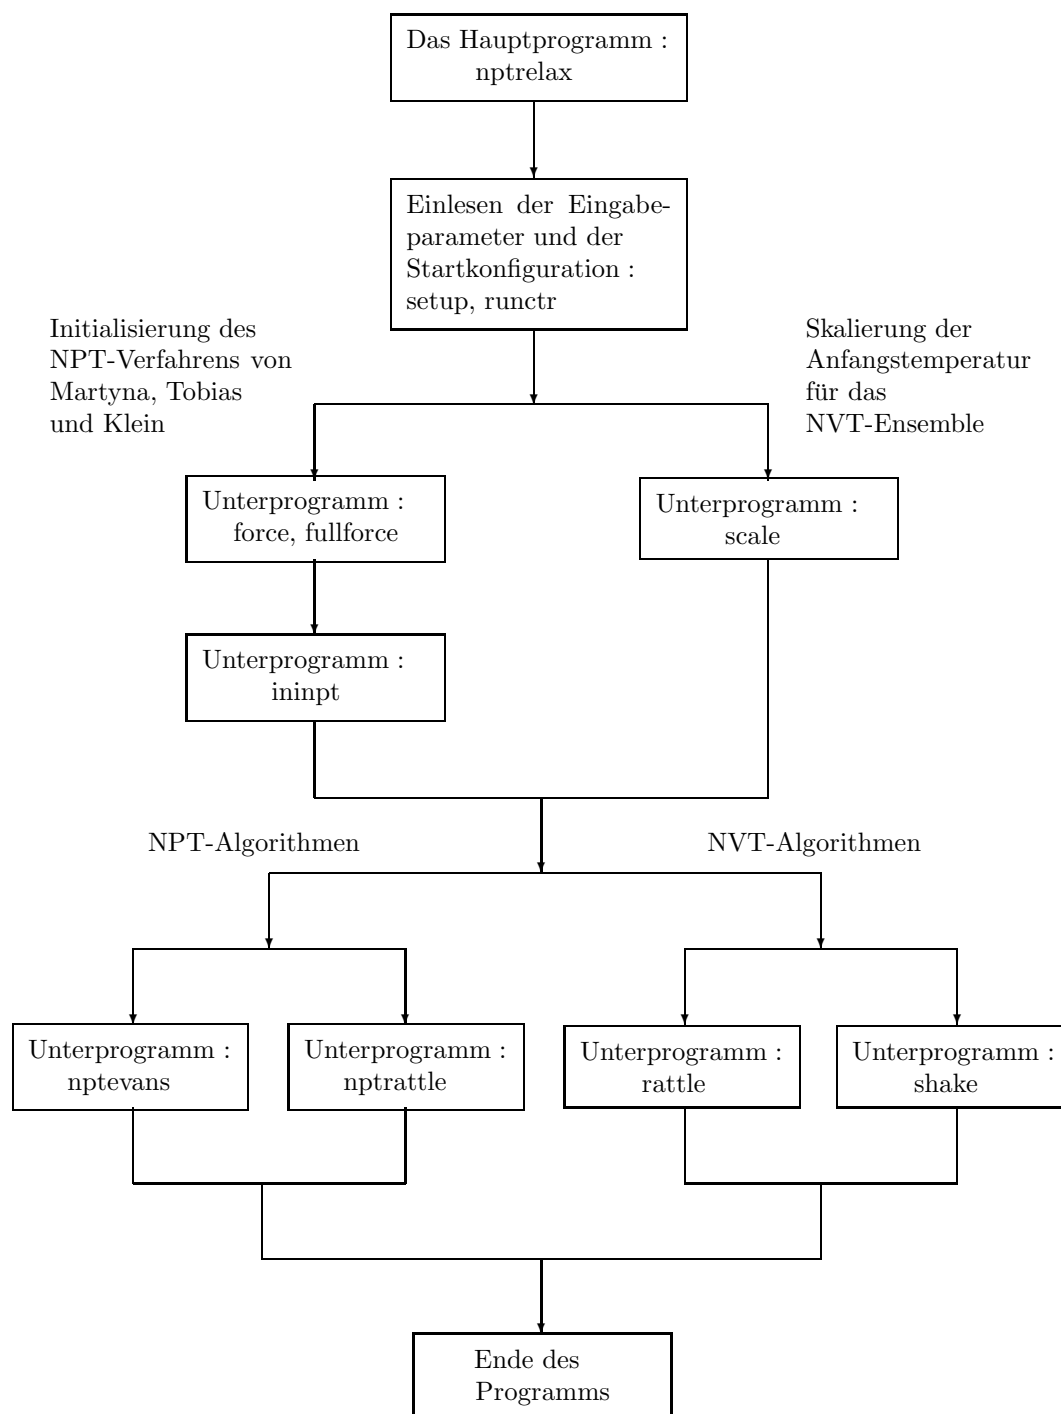 Das Hauptprogramm :
nptrelax
Einlesen der Eingabe-
parameter und der
Startkonfiguration :
setup, runctr
Initialisierung des
NPT-Verfahrens von
Martyna, Tobias
und Klein
Skalierung der
Anfangstemperatur
für das
NVT-Ensemble
Unterprogramm :
force, fullforce
Unterprogramm :
scale
Unterprogramm :
ininpt
NPT-Algorithmen
NVT-Algorithmen
Unterprogramm :
nptevans
Unterprogramm :
nptrattle
Unterprogramm :
rattle
Unterprogramm :
shake
Ende des
Programms